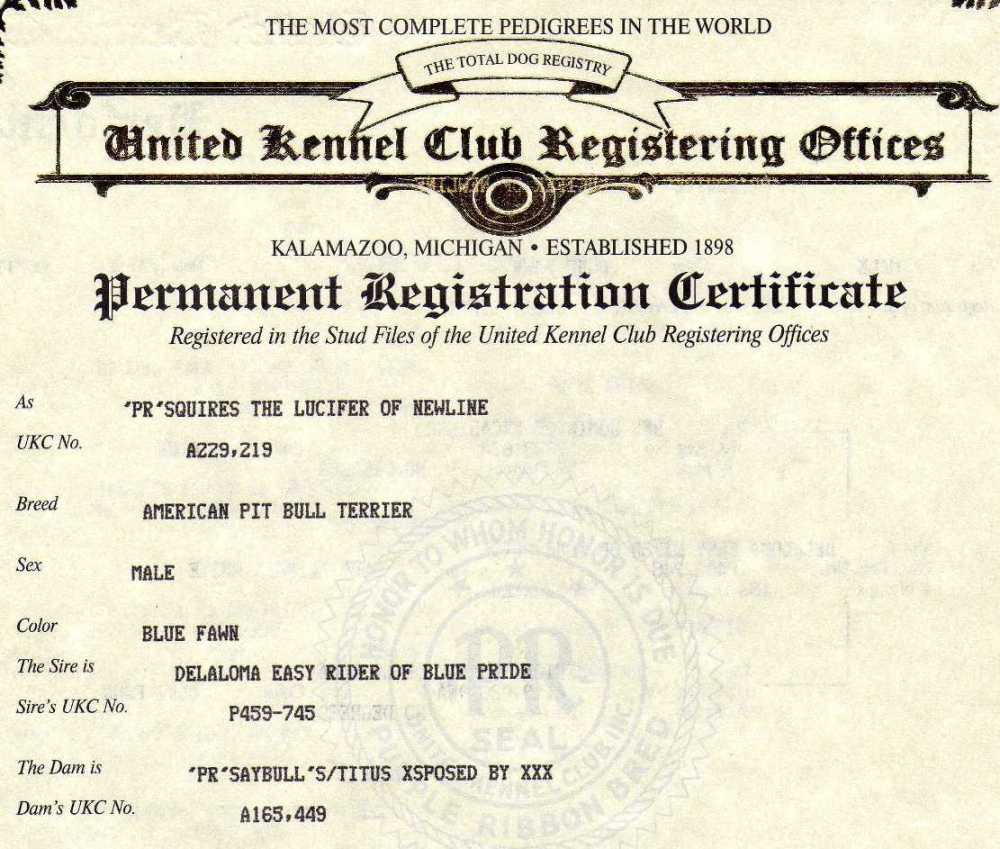 THE MOST COMPLETE PEDIGREES IN THE WORLD
THE TOTAL DOG REGISTRY
United Kennel Club Registering Offices
KALAMAZOO, MICHIGAN • ESTABLISHED 1898
Permanent Registration Certificate
Registered in the Stud Files of the United Kennel Club Registering Offices
As 'PR'SQUIRES THE LUCIFER OF NEWLINE
UKC No. A229,219
Breed AMERICAN PIT BULL TERRIER
Sex MALE
Color BLUE FAWN
The Sire is DELALOMA EASY RIDER OF BLUE PRIDE
Sire's UKC No. P459-745
The Dam is 'PR'SAYBULL'S/TITUS XSPOSED BY XXX
Dam's UKC No. A165,449
HONOR TO WHOM HONOR IS DUE
PR
SEAL
UNITED KENNEL CLUB INC.
PURPLE RIBBON BRED